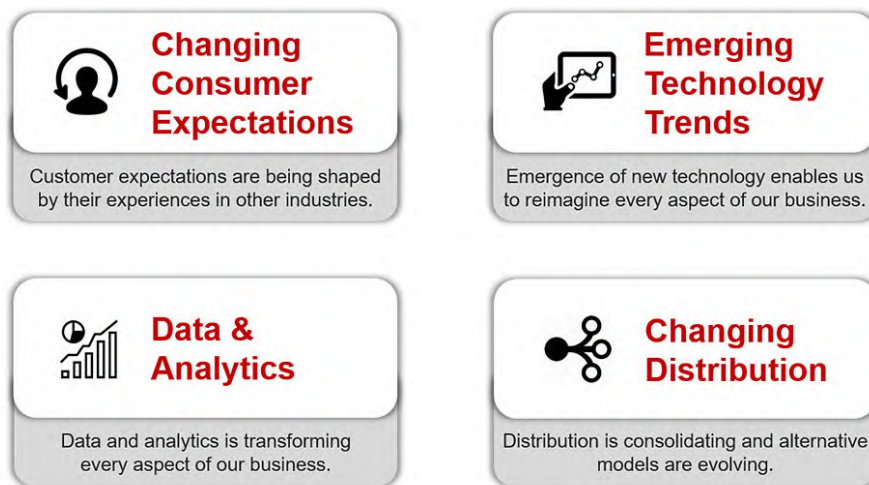 Changing
Consumer
Expectations
Customer expectations are being shaped
by their experiences in other industries.
Emerging
Technology
Trends
Emergence of new technology enables us
to reimagine every aspect of our business.
Data &
Analytics
Data and analytics is transforming
every aspect of our business.
Changing
Distribution
Distribution is consolidating and alternative
models are evolving.